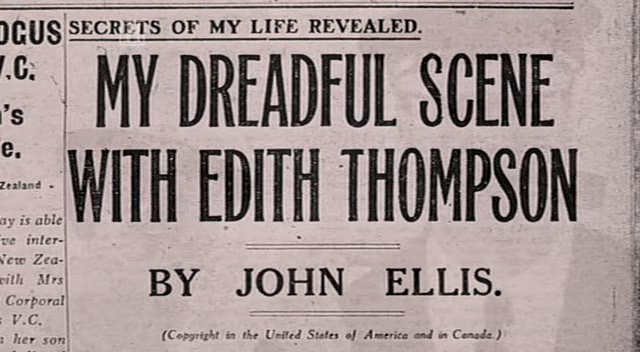 OGUS
V.C.
n's
e.
Zealand -
ay is able
ve inter-
New Zea-
with Mrs
Corporal
V.C.
n her son
SECRETS OF MY LIFE REVEALED.
MY DREADFUL SCENE
WITH EDITH THOMPSON
BY JOHN ELLIS.
(Copyright in the United States of America and in Canada.)